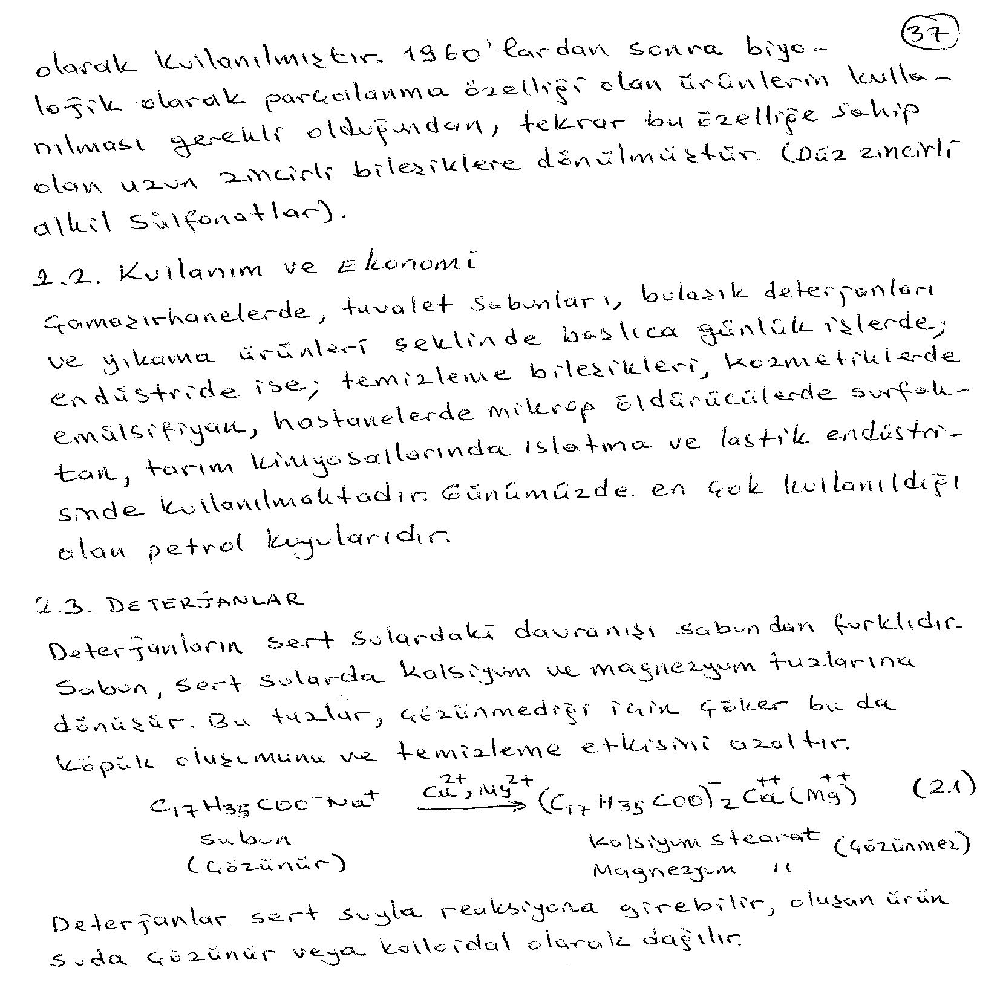 37
olarak kullanılmıştır. 1960'lardan sonra biyo-
lojik olarak parçalanma özelliği olan ürünlerin kulla-
nılması gerekli olduğundan, tekrar bu özelliğe sahip
olan uzun zincirli bileşiklere dönülmüştür. (Düz zincirli
alkil sülfonatlar).
2.2. Kullanım ve Ekonomi
Çamaşırhanelerde, tuvalet sabunları, bulaşık deterjanları
ve yıkama ürünleri şeklinde başlıca günlük işlerde;
endüstride ise; temizleme bileşikleri, kozmetiklerde
emülsifiyan, hastanelerde mikrop öldürücülerde surfak-
tan, tarım kimyasallarında ıslatma ve lastik endüstri-
sinde kullanılmaktadır. Günümüzde en çok kullanıldığı
alan petrol kuyularıdır.
2.3. DETERJANLAR
Deterjanların sert sulardaki davranışı sabundan farklıdır.
Sabun, sert sularda kalsiyum ve magnezyum tuzlarına
dönüşür. Bu tuzlar, çözünmediği için çöker bu da
köpük oluşumunu ve temizleme etkisini azaltır.
C₁₇H₃₅COO⁻Na⁺ Ca²⁺, Mg²⁺ → (C₁₇H₃₅COO)⁻₂ Ca⁺⁺(Mg⁺⁺) (2.1)
sabun Kalsiyum stearat (çözünmez)
(çözünür) Magnezyum "
Deterjanlar sert suyla reaksiyona girebilir, oluşan ürün
suda çözünür veya kolloidal olarak dağılır.